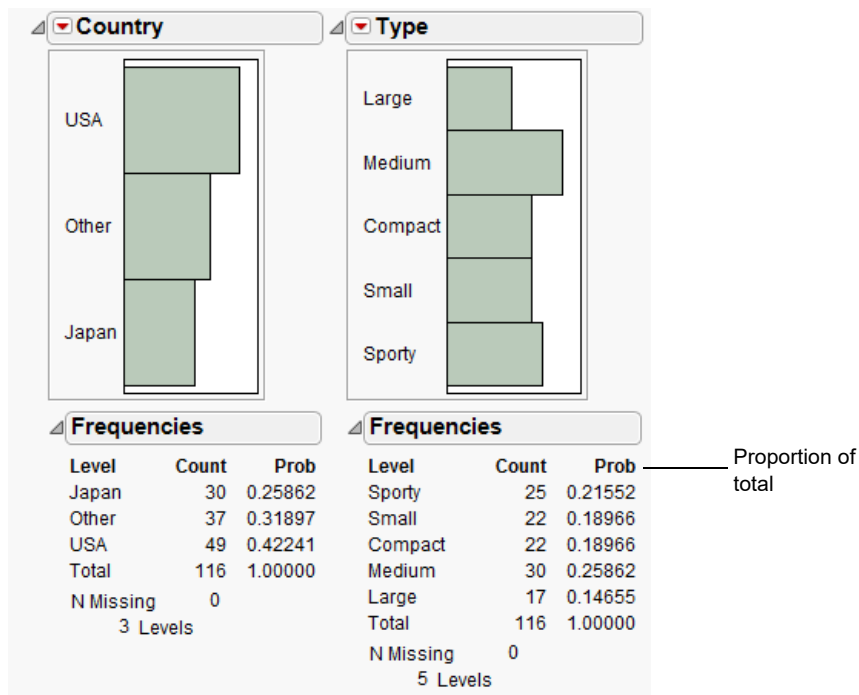 Country
USA
Other
Japan
Frequencies
Level Count Prob
Japan 30 0.25862
Other 37 0.31897
USA 49 0.42241
Total 116 1.00000
N Missing 0
3 Levels
Type
Large
Medium
Compact
Small
Sporty
Frequencies
Level Count Prob
Sporty 25 0.21552
Small 22 0.18966
Compact 22 0.18966
Medium 30 0.25862
Large 17 0.14655
Total 116 1.00000
N Missing 0
5 Levels
Proportion of
total